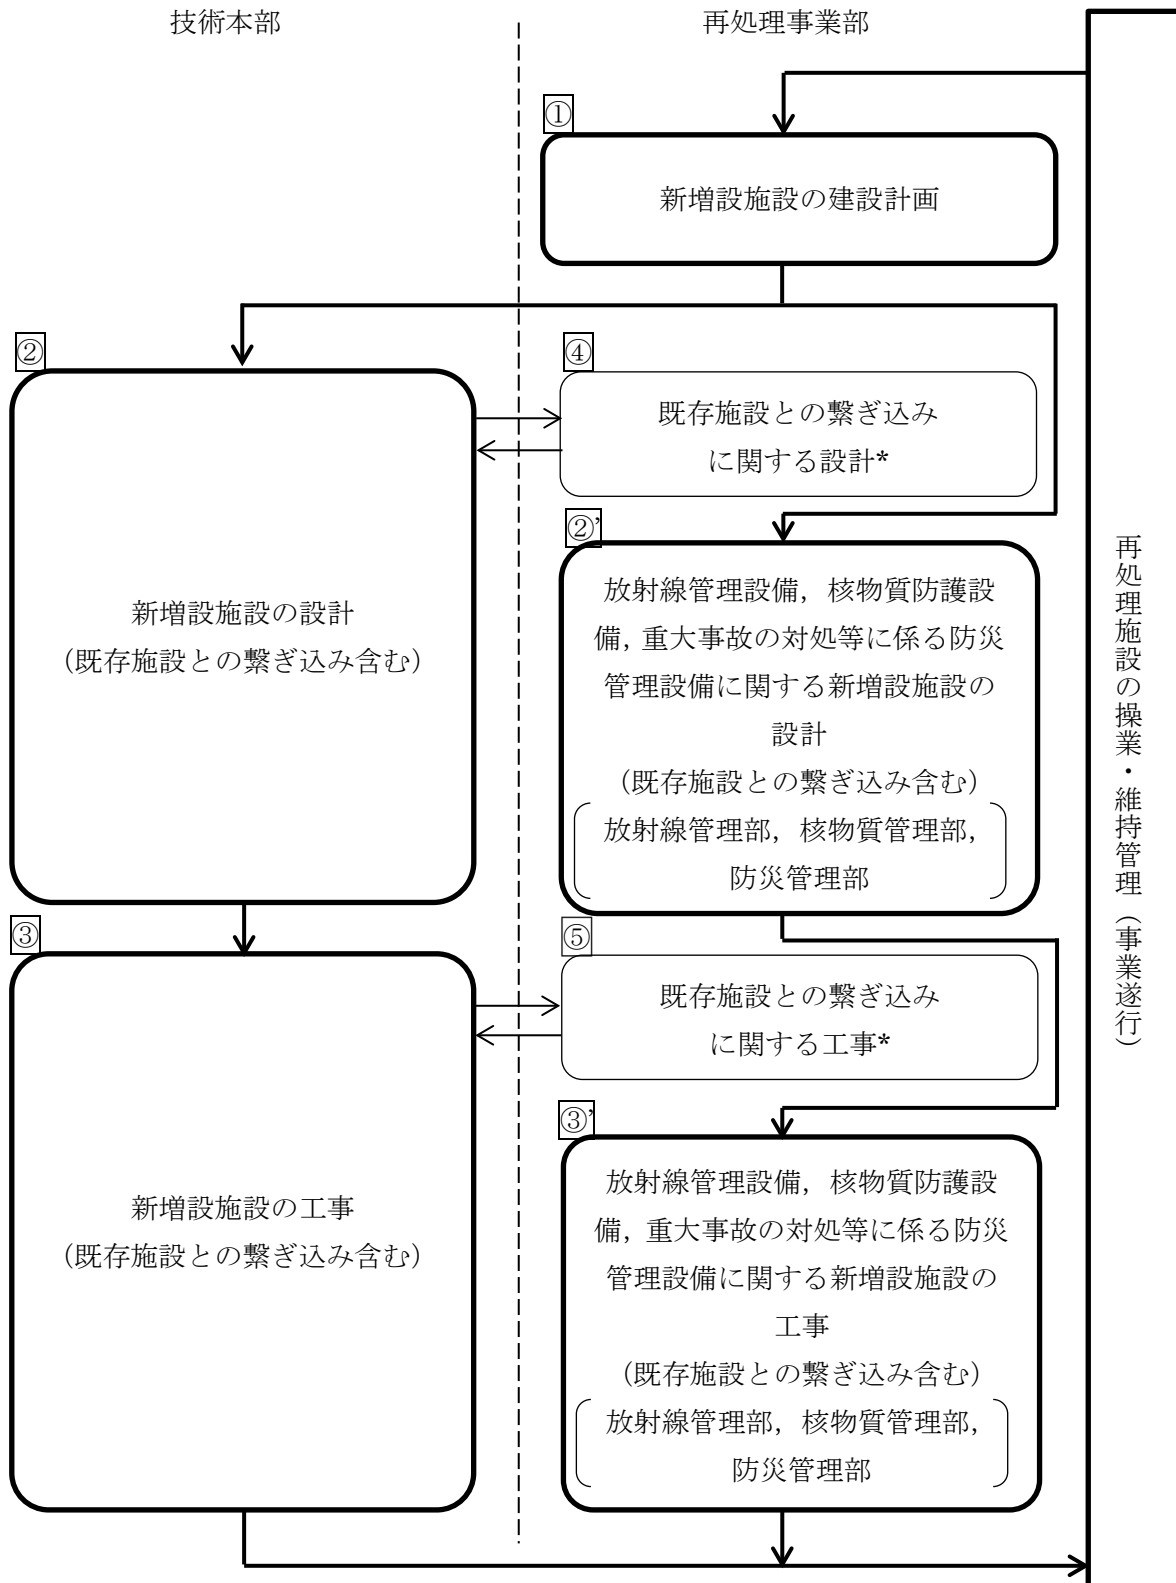 技術本部
再処理事業部
①
新増設施設の建設計画
②
新増設施設の設計
（既存施設との繋ぎ込み含む）
④
既存施設との繋ぎ込み
に関する設計*
②’
放射線管理設備，核物質防護設
備，重大事故の対処等に係る防災
管理設備に関する新増設施設の
設計
（既存施設との繋ぎ込み含む）
放射線管理部，核物質管理部，
防災管理部
③
新増設施設の工事
（既存施設との繋ぎ込み含む）
⑤
既存施設との繋ぎ込み
に関する工事*
③’
放射線管理設備，核物質防護設
備，重大事故の対処等に係る防災
管理設備に関する新増設施設の
工事
（既存施設との繋ぎ込み含む）
放射線管理部，核物質管理部，
防災管理部
再処理施設の操業・維持管理（事業遂行）